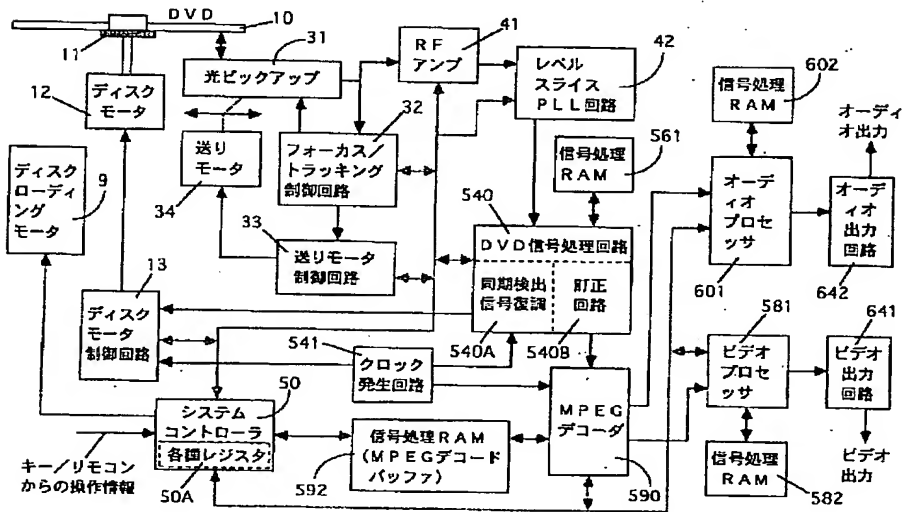 DVD
10
11
31
光ピックアップ
41
RF
アンプ
レベル
スライス
PLL回路
42
602
信号処理
RAM
オーディ
オ出力
12
ディスク
モータ
送り
モータ
34
32
フォーカス/
トラッキング
制御回路
561
信号処理
RAM
オーディオ
プロセッサ
601
オーディオ出力
回路
642
ディスク
ローディ
ング
モータ
9
33
送りモータ
制御回路
540
DVD信号処理回路
同期検出
信号復調
訂正
回路
540A
540B
13
ディスク
モータ
制御回路
541
クロック
発生回路
581
ビデオ
プロセッサ
641
ビデオ
出力
回路
50
システム
コントローラ
各国レジスタ
50A
キー/リモコン
からの操作情報
信号処理RAM
(MPEGデコード
バッファ)
592
MPEG
デコーダ
590
信号処理
RAM
582
ビデオ
出力